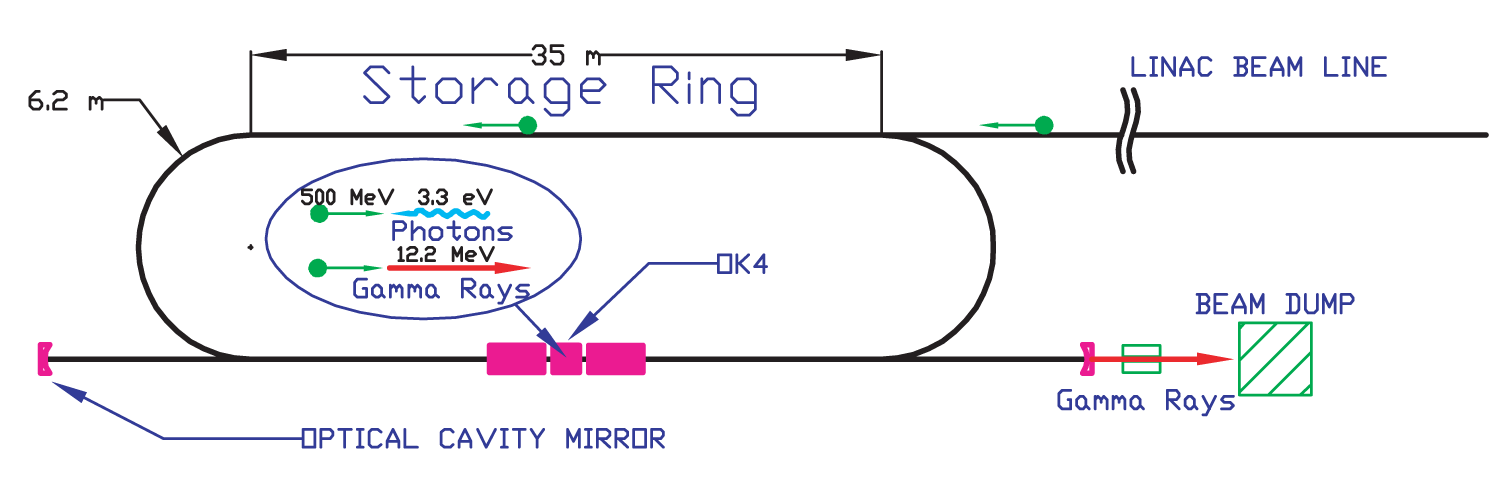 35 m
Storage Ring
LINAC BEAM LINE
6.2 m
500 MeV 3.3 eV
Photons
12.2 MeV
Gamma Rays
OK4
BEAM DUMP
Gamma Rays
OPTICAL CAVITY MIRROR